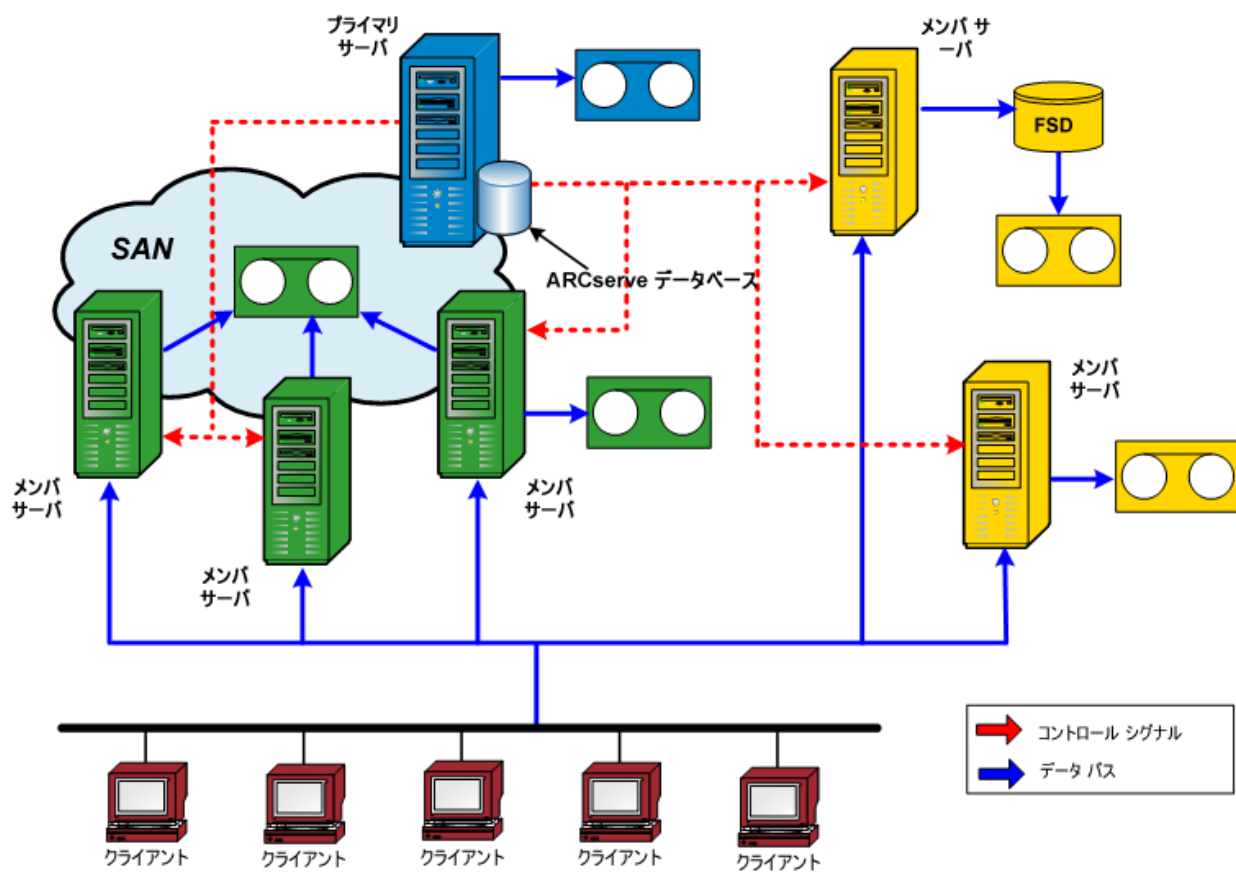 プライマリ
サーバ
メンバ サ
ーバ
FSD
SAN
ARCserve データベース
メンバ
サーバ
メンバ
サーバ
メンバ
サーバ
メンバ
サーバ
コントロール シグナル
データ パス
クライアント
クライアント
クライアント
クライアント
クライアント